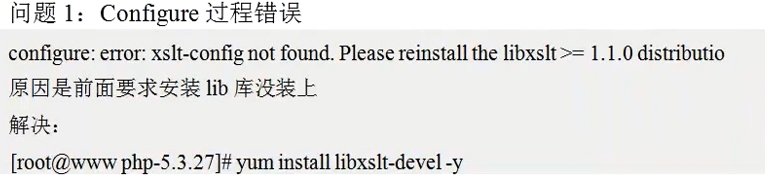 问题 1：Configure 过程错误
configure: error: xslt-config not found. Please reinstall the libxslt >= 1.1.0 distributio
原因是前面要求安装 lib 库没装上
解决：
[root@www php-5.3.27]# yum install libxslt-devel -y